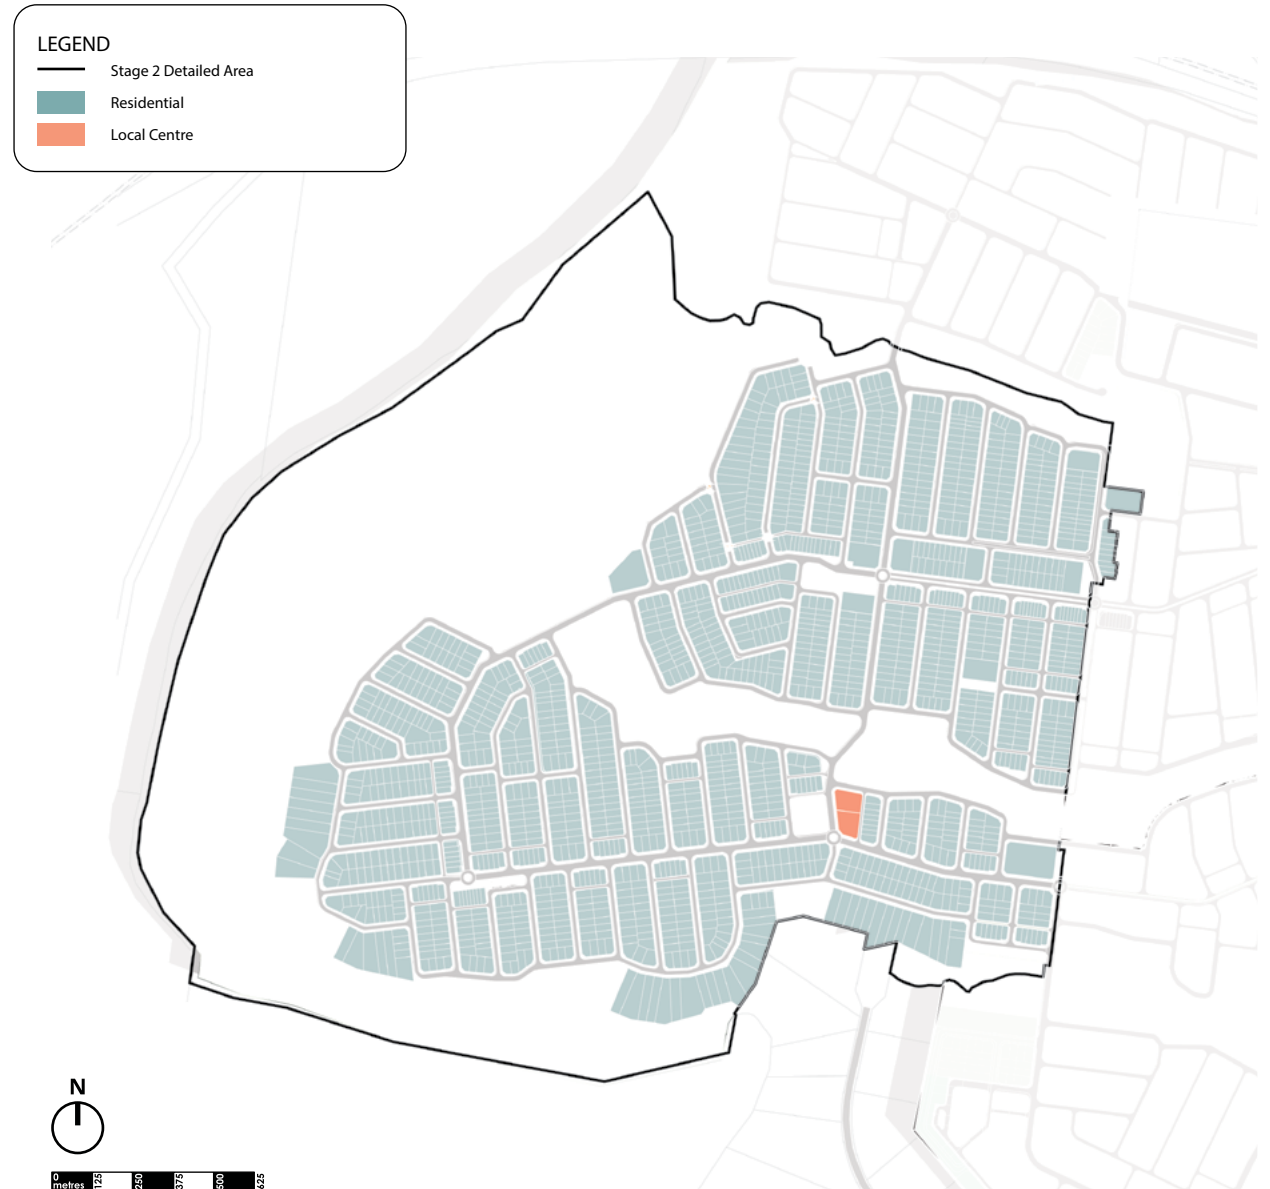 LEGEND
Stage 2 Detailed Area
Residential
Local Centre
N
0 125 250 375 500 625
metres